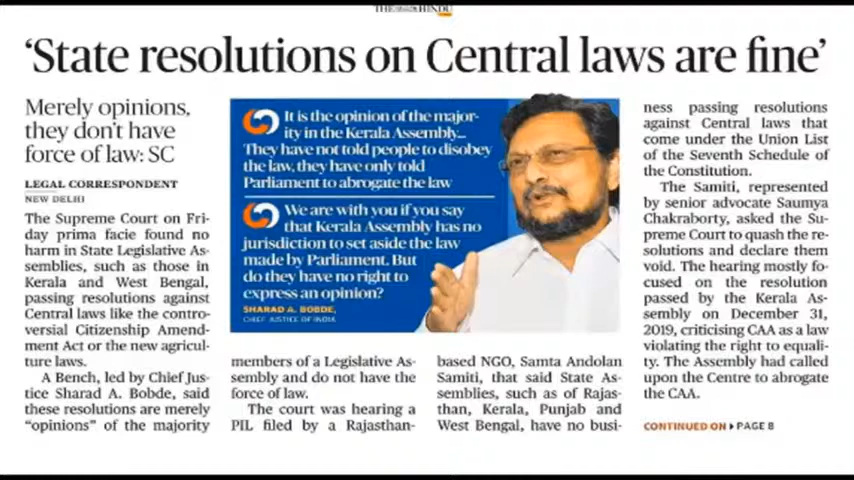 THE HINDU
‘State resolutions on Central laws are fine’
Merely opinions,
they don't have
force of law: SC
LEGAL CORRESPONDENT
NEW DELHI
The Supreme Court on Fri-
day prima facie found no
harm in State Legislative As-
semblies, such as those in
Kerala and West Bengal,
passing resolutions against
Central laws like the contro-
versial Citizenship Amend-
ment Act or the new agricul-
ture laws.
A Bench, led by Chief Jus-
tice Sharad A. Bobde, said
these resolutions are merely
“opinions” of the majority
It is the opinion of the major-
ity in the Kerala Assembly...
They have not told people to disobey
the law, they have only told
Parliament to abrogate the law
We are with you if you say
that Kerala Assembly has no
jurisdiction to set aside the law
made by Parliament. But
do they have no right to
express an opinion?
SHARAD A. BOBDE,
CHIEF JUSTICE OF INDIA
members of a Legislative As-
sembly and do not have the
force of law.
The court was hearing a
PIL filed by a Rajasthan-
based NGO, Samta Andolan
Samiti, that said State As-
semblies, such as of Rajas-
than, Kerala, Punjab and
West Bengal, have no busi-
ness passing resolutions
against Central laws that
come under the Union List
of the Seventh Schedule of
the Constitution.
The Samiti, represented
by senior advocate Saumya
Chakraborty, asked the Su-
preme Court to quash the re-
solutions and declare them
void. The hearing mostly fo-
cused on the resolution
passed by the Kerala As-
sembly on December 31,
2019, criticising CAA as a law
violating the right to equali-
ty. The Assembly had called
upon the Centre to abrogate
the CAA.
CONTINUED ON PAGE 8